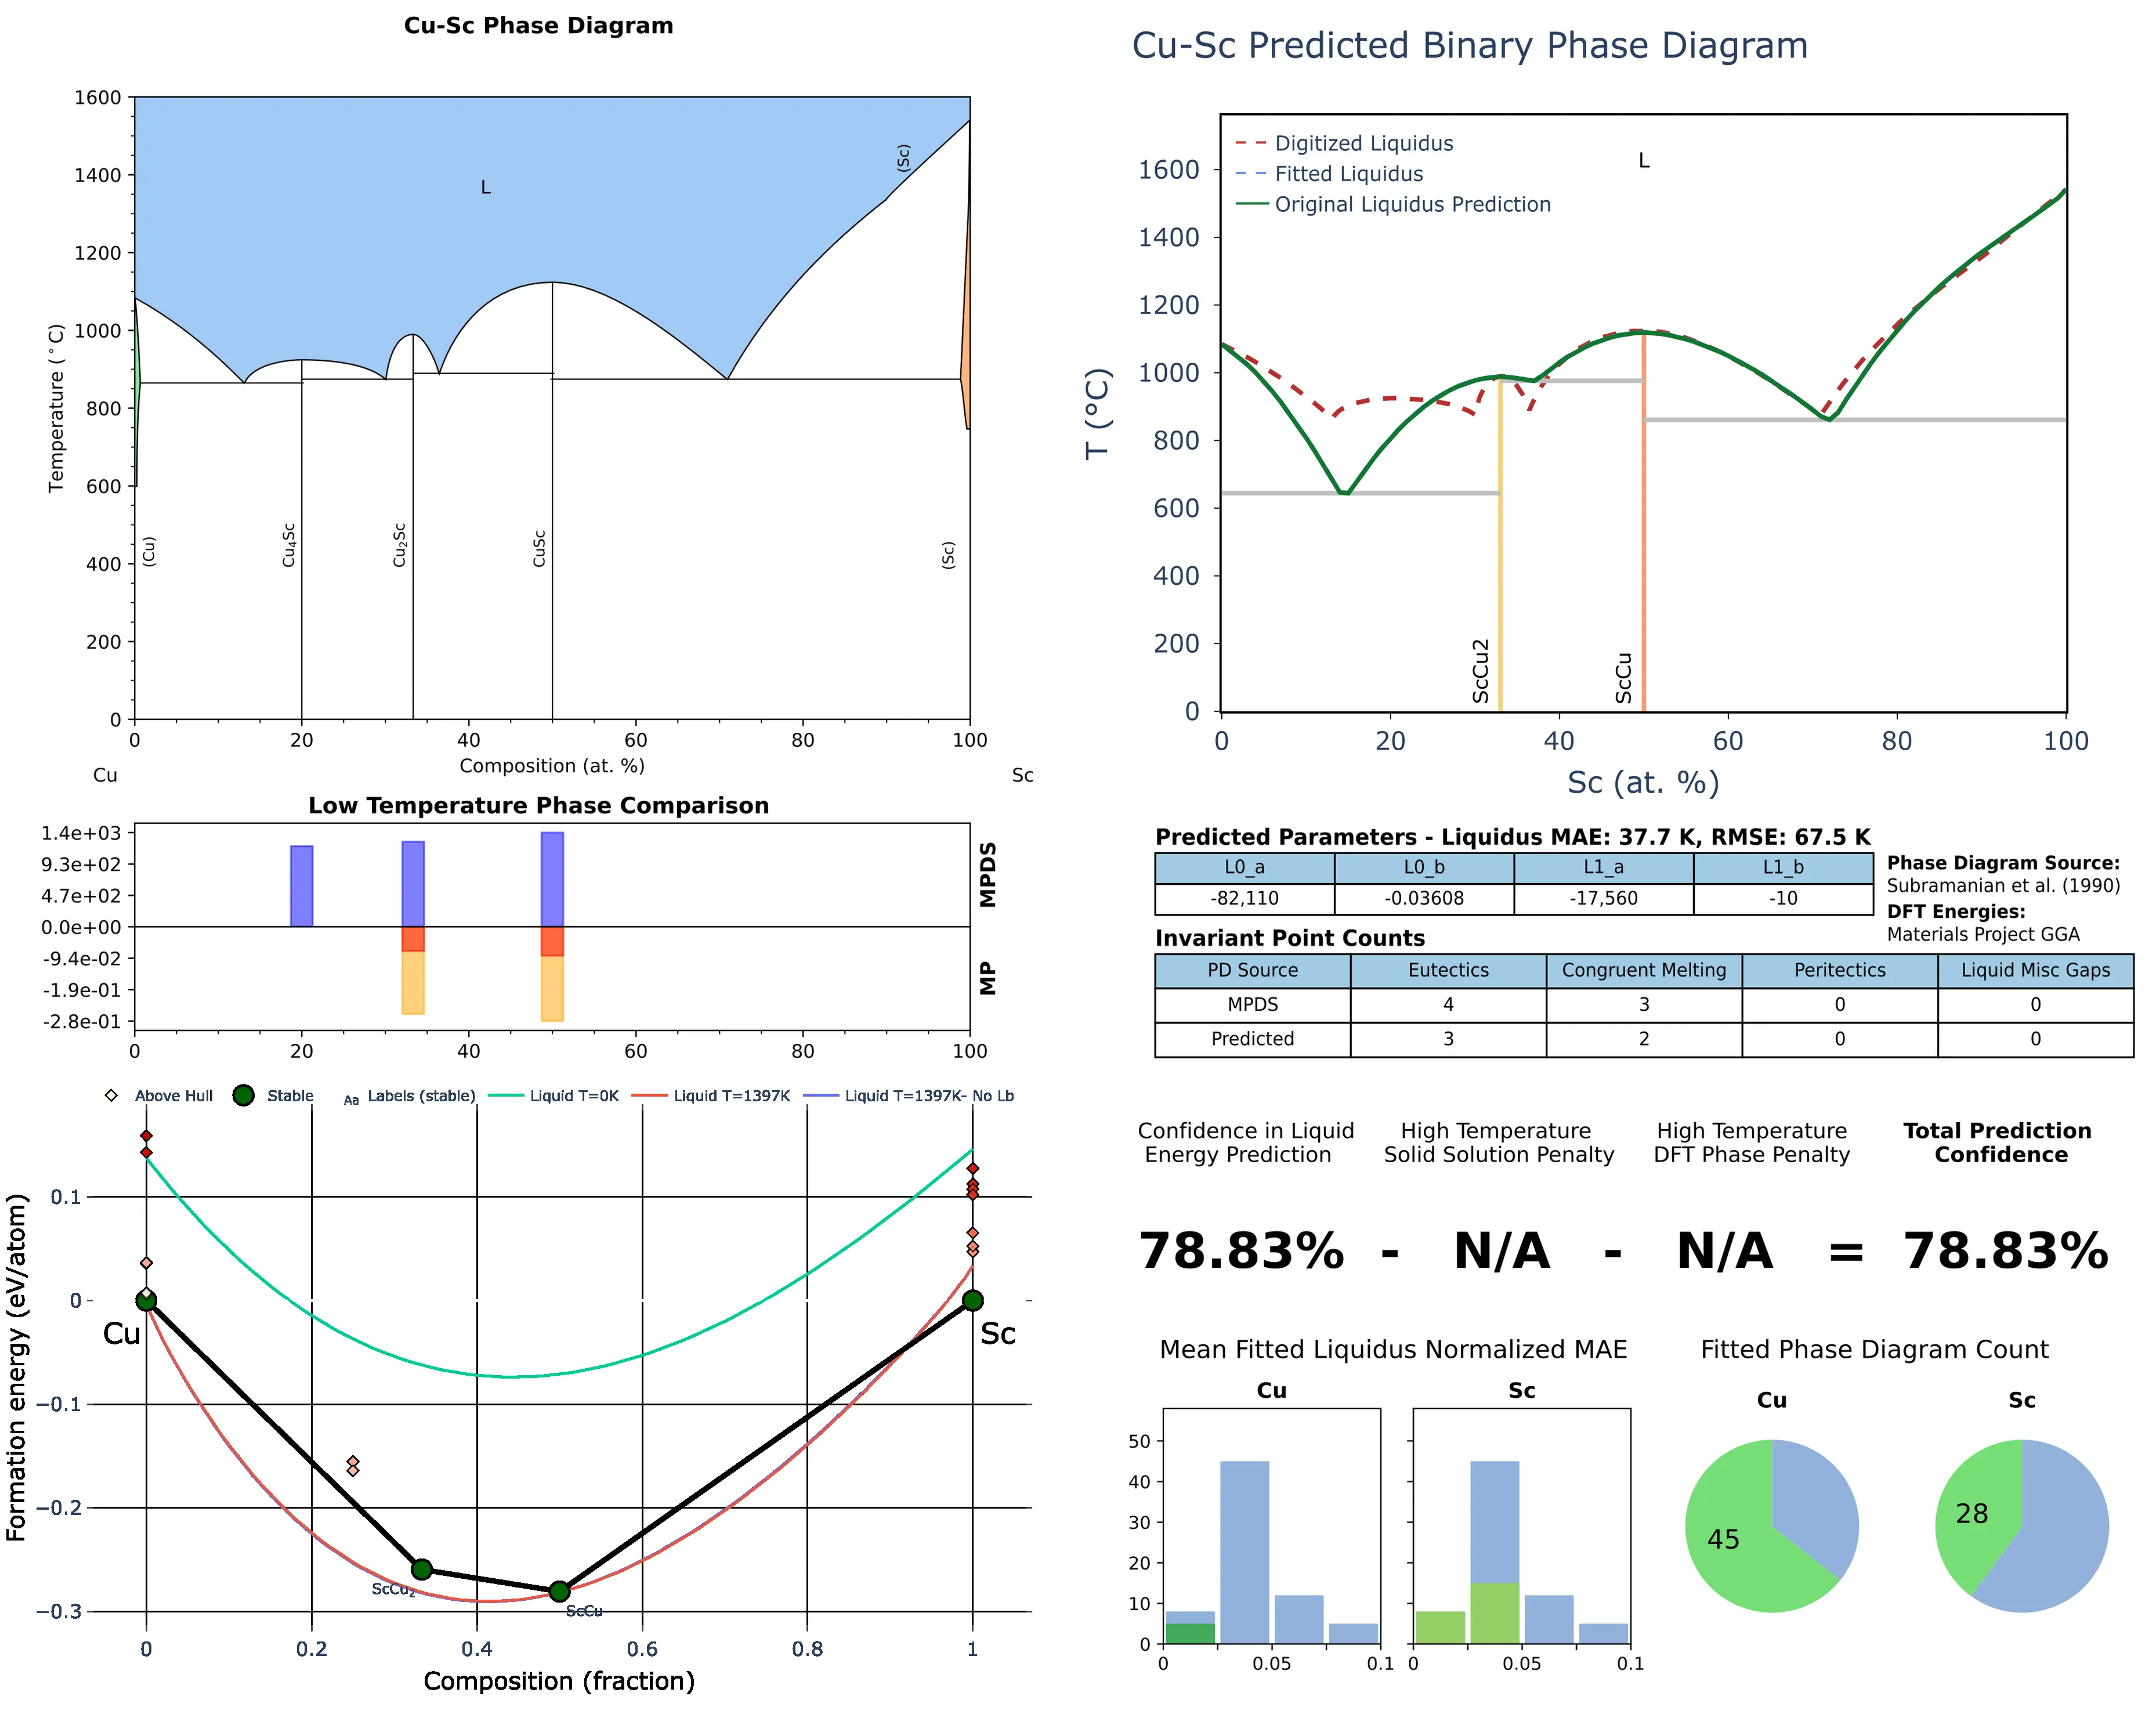 Cu-Sc Phase Diagram
1600
1400
1200
1000
800
600
400
200
0
Temperature (°C)
L
(Sc)
(Cu)
Cu4Sc
Cu2Sc
CuSc
(Sc)
0 20 40 60 80 100
Composition (at. %)
Cu Sc
Low Temperature Phase Comparison
1.4e+03
9.3e+02
4.7e+02
0.0e+00
-9.4e-02
-1.9e-01
-2.8e-01
MPDS
MP
0 20 40 60 80 100
Above Hull Stable Aa Labels (stable) Liquid T=0K Liquid T=1397K Liquid T=1397K- No Lb
Formation energy (eV/atom)
0.1
0
−0.1
−0.2
−0.3
Cu
Sc
ScCu2
ScCu
0 0.2 0.4 0.6 0.8 1
Composition (fraction)
Cu-Sc Predicted Binary Phase Diagram
Digitized Liquidus
Fitted Liquidus
Original Liquidus Prediction
L
1600
1400
1200
1000
800
600
400
200
0
T (°C)
ScCu2
ScCu
0 20 40 60 80 100
Sc (at. %)
Predicted Parameters - Liquidus MAE: 37.7 K, RMSE: 67.5 K
L0_a L0_b L1_a L1_b
-82,110 -0.03608 -17,560 -10
Phase Diagram Source:
Subramanian et al. (1990)
DFT Energies:
Materials Project GGA
Invariant Point Counts
PD Source Eutectics Congruent Melting Peritectics Liquid Misc Gaps
MPDS 4 3 0 0
Predicted 3 2 0 0
Confidence in Liquid
Energy Prediction
High Temperature
Solid Solution Penalty
High Temperature
DFT Phase Penalty
Total Prediction
Confidence
78.83% - N/A - N/A = 78.83%
Mean Fitted Liquidus Normalized MAE
Cu Sc
50
40
30
20
10
0
0 0.05 0.1 0 0.05 0.1
Fitted Phase Diagram Count
Cu Sc
45
28